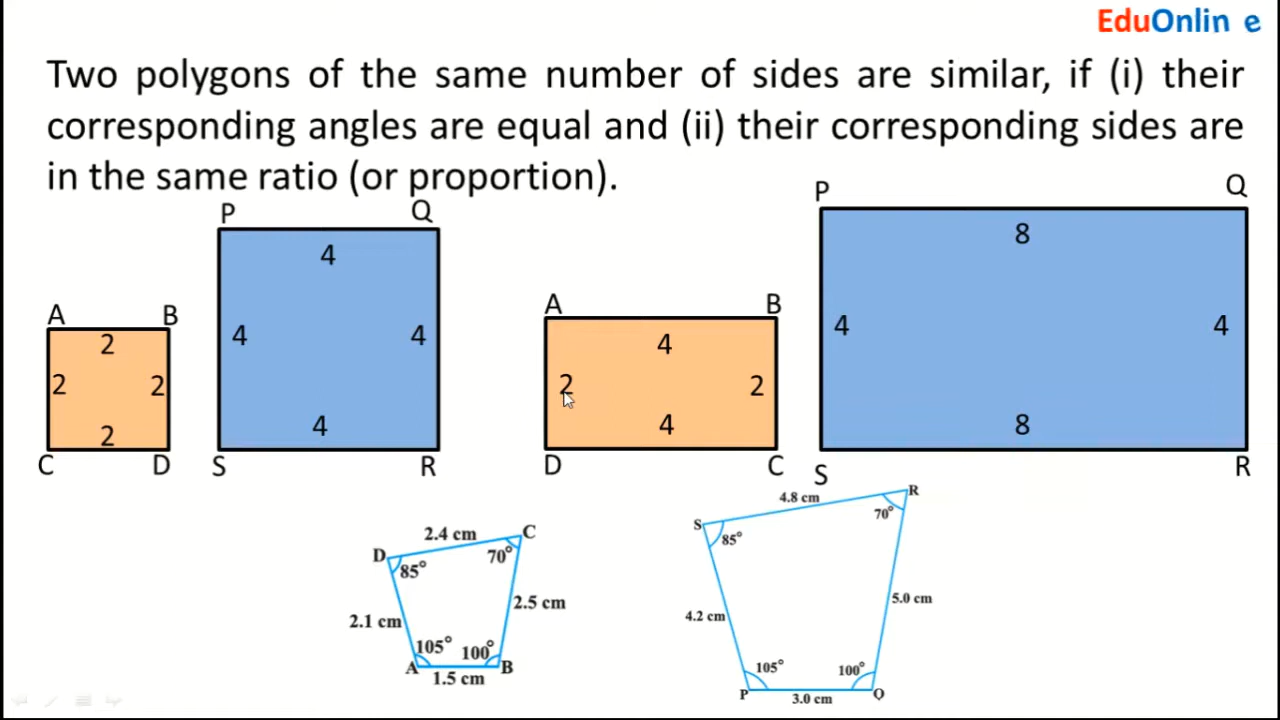 EduOnlin e
Two polygons of the same number of sides are similar, if (i) their
corresponding angles are equal and (ii) their corresponding sides are
in the same ratio (or proportion).
A B
2
2 2
2
C D
P Q
4
4 4
4
S R
A B
4
2 2
4
D C
P Q
8
4 4
8
S R
2.4 cm C
D 70°
85°
2.5 cm
2.1 cm
105° 100°
A B
1.5 cm
4.8 cm R
S 70°
85°
5.0 cm
4.2 cm
105° 100°
P Q
3.0 cm